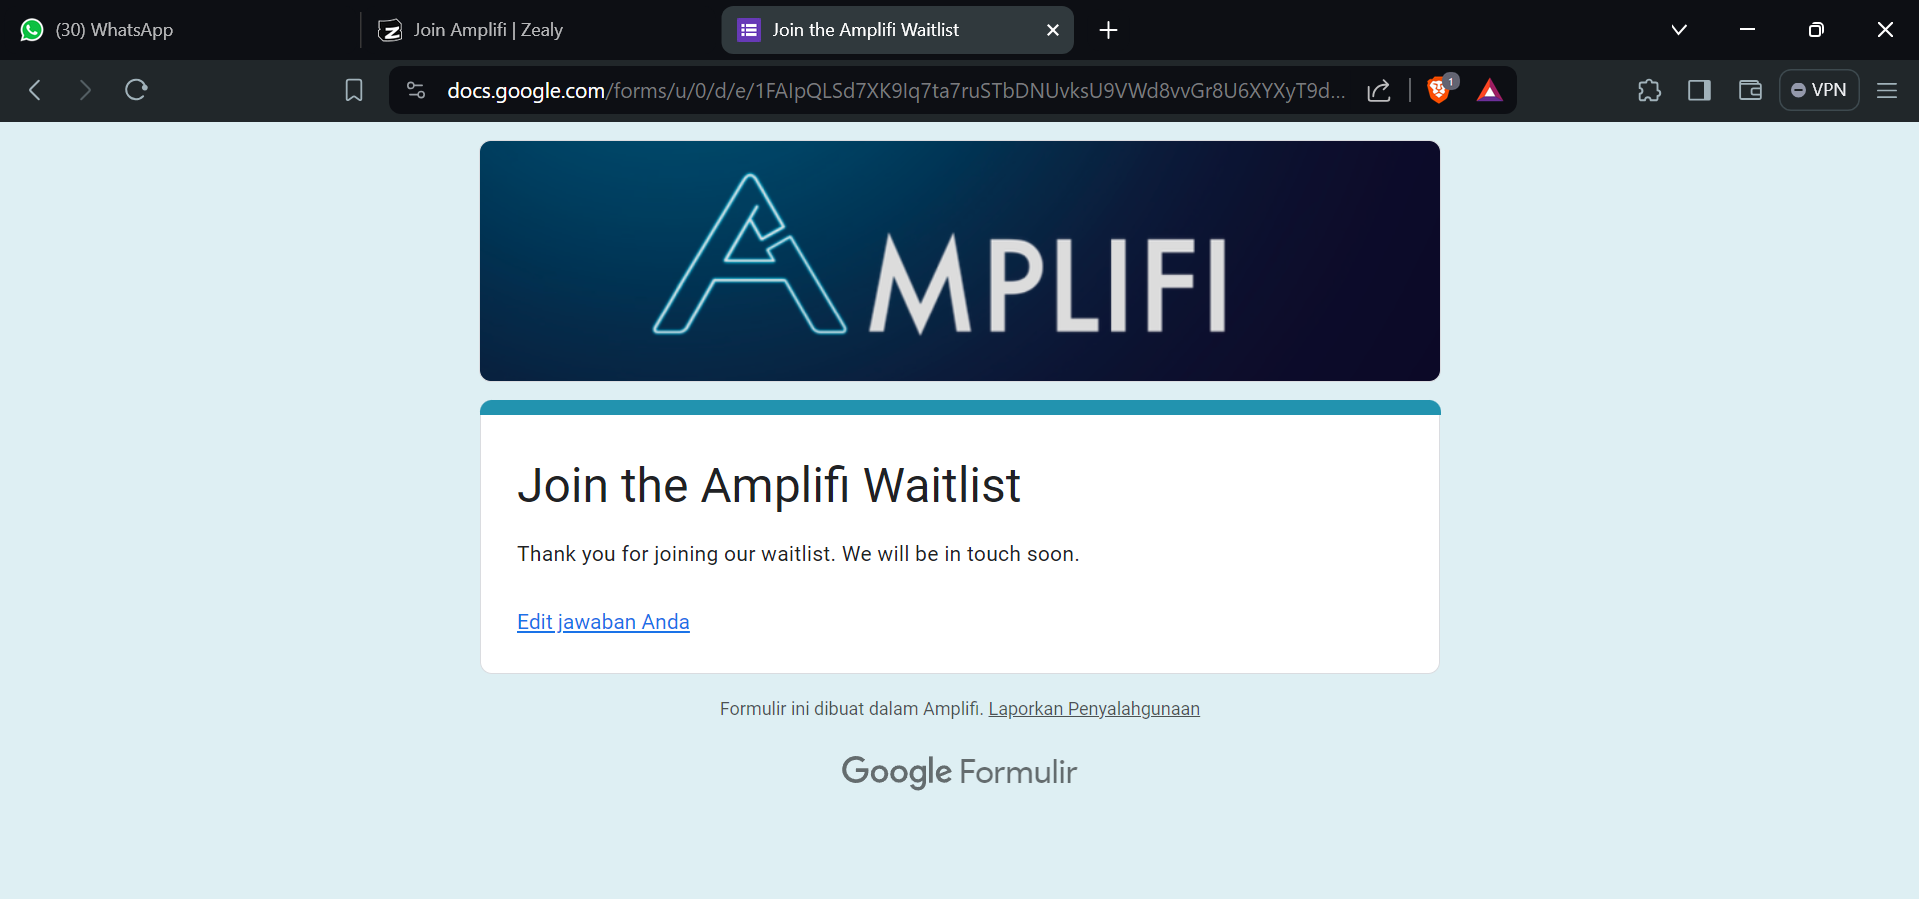 (30) WhatsApp
Join Amplifi | Zealy
Join the Amplifi Waitlist
docs.google.com/forms/u/0/d/e/1FAIpQLSd7XK9Iq7ta7ruSTbDNUvksU9VWd8vvGr8U6XYXyT9d...
1
VPN
AMPLIFI
Join the Amplifi Waitlist
Thank you for joining our waitlist. We will be in touch soon.
Edit jawaban Anda
Formulir ini dibuat dalam Amplifi. Laporkan Penyalahgunaan
Google Formulir